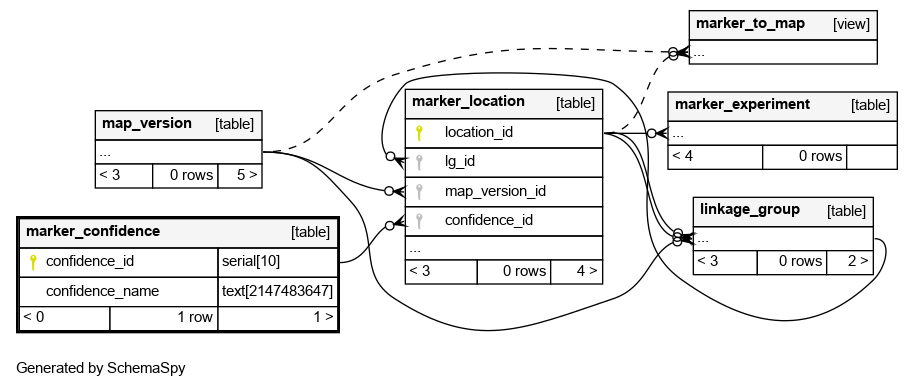 marker_to_map [view]
...
marker_location [table]
location_id
lg_id
map_version_id
confidence_id
...
< 3 0 rows 4 >
marker_experiment [table]
...
< 4 0 rows
map_version [table]
...
< 3 0 rows 5 >
linkage_group [table]
...
< 3 0 rows 2 >
marker_confidence [table]
confidence_id serial[10]
confidence_name text[2147483647]
< 0 1 row 1 >
Generated by SchemaSpy